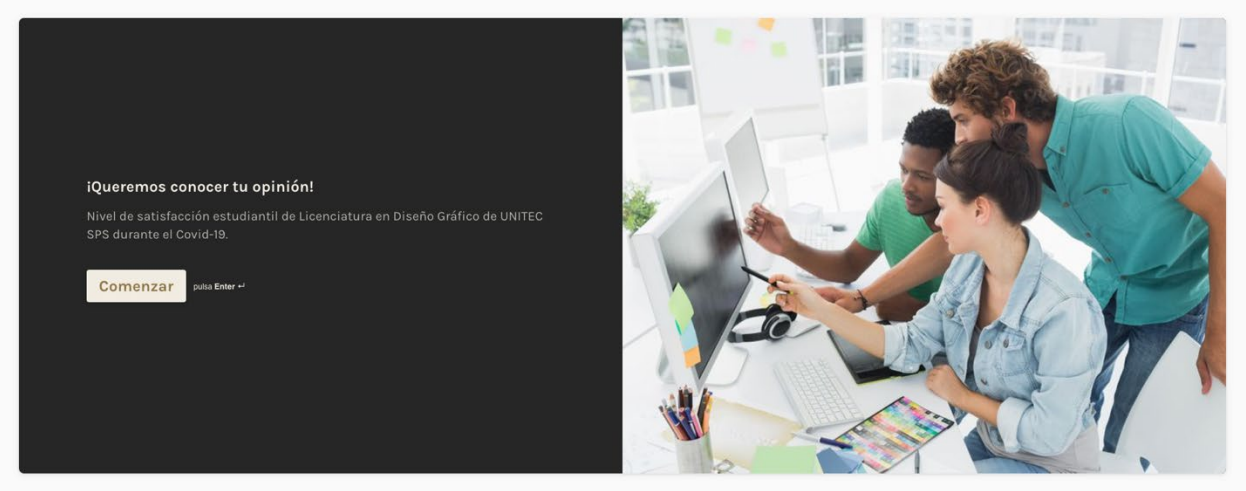 ¡Queremos conocer tu opinión!
Nivel de satisfacción estudiantil de Licenciatura en Diseño Gráfico de UNITEC
SPS durante el Covid-19.
Comenzar pulsa Enter ↵